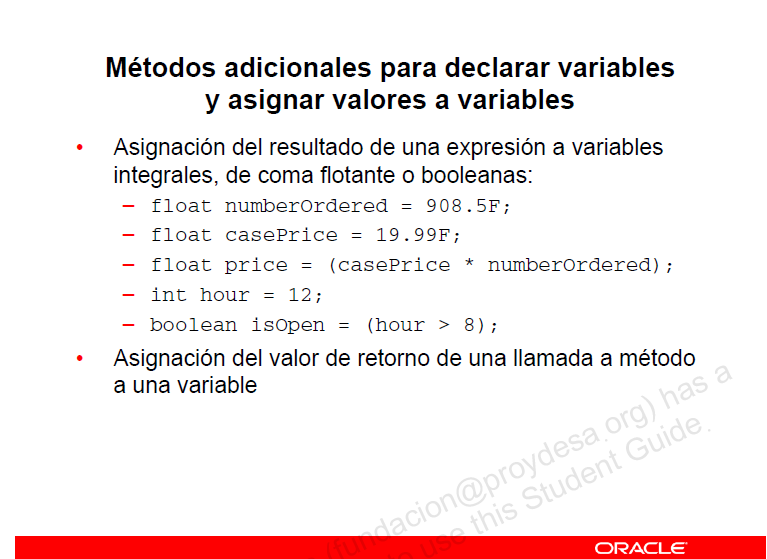 Métodos adicionales para declarar variables
y asignar valores a variables
• Asignación del resultado de una expresión a variables
integrales, de coma flotante o booleanas:
– float numberOrdered = 908.5F;
– float casePrice = 19.99F;
– float price = (casePrice * numberOrdered);
– int hour = 12;
– boolean isOpen = (hour > 8);
• Asignación del valor de retorno de una llamada a método
a una variable
(fundacion@proydesa.org) has a
to use this Student Guide.
ORACLE